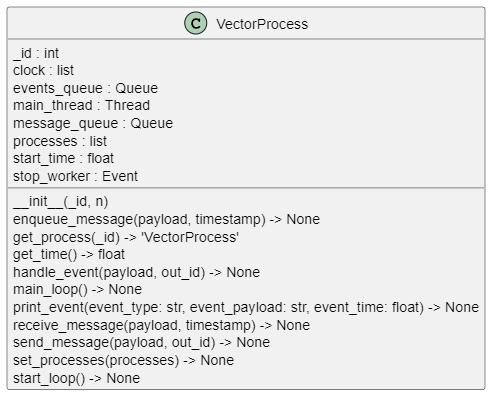 C VectorProcess
_id : int
clock : list
events_queue : Queue
main_thread : Thread
message_queue : Queue
processes : list
start_time : float
stop_worker : Event
__init__(_id, n)
enqueue_message(payload, timestamp) -> None
get_process(_id) -> 'VectorProcess'
get_time() -> float
handle_event(payload, out_id) -> None
main_loop() -> None
print_event(event_type: str, event_payload: str, event_time: float) -> None
receive_message(payload, timestamp) -> None
send_message(payload, out_id) -> None
set_processes(processes) -> None
start_loop() -> None